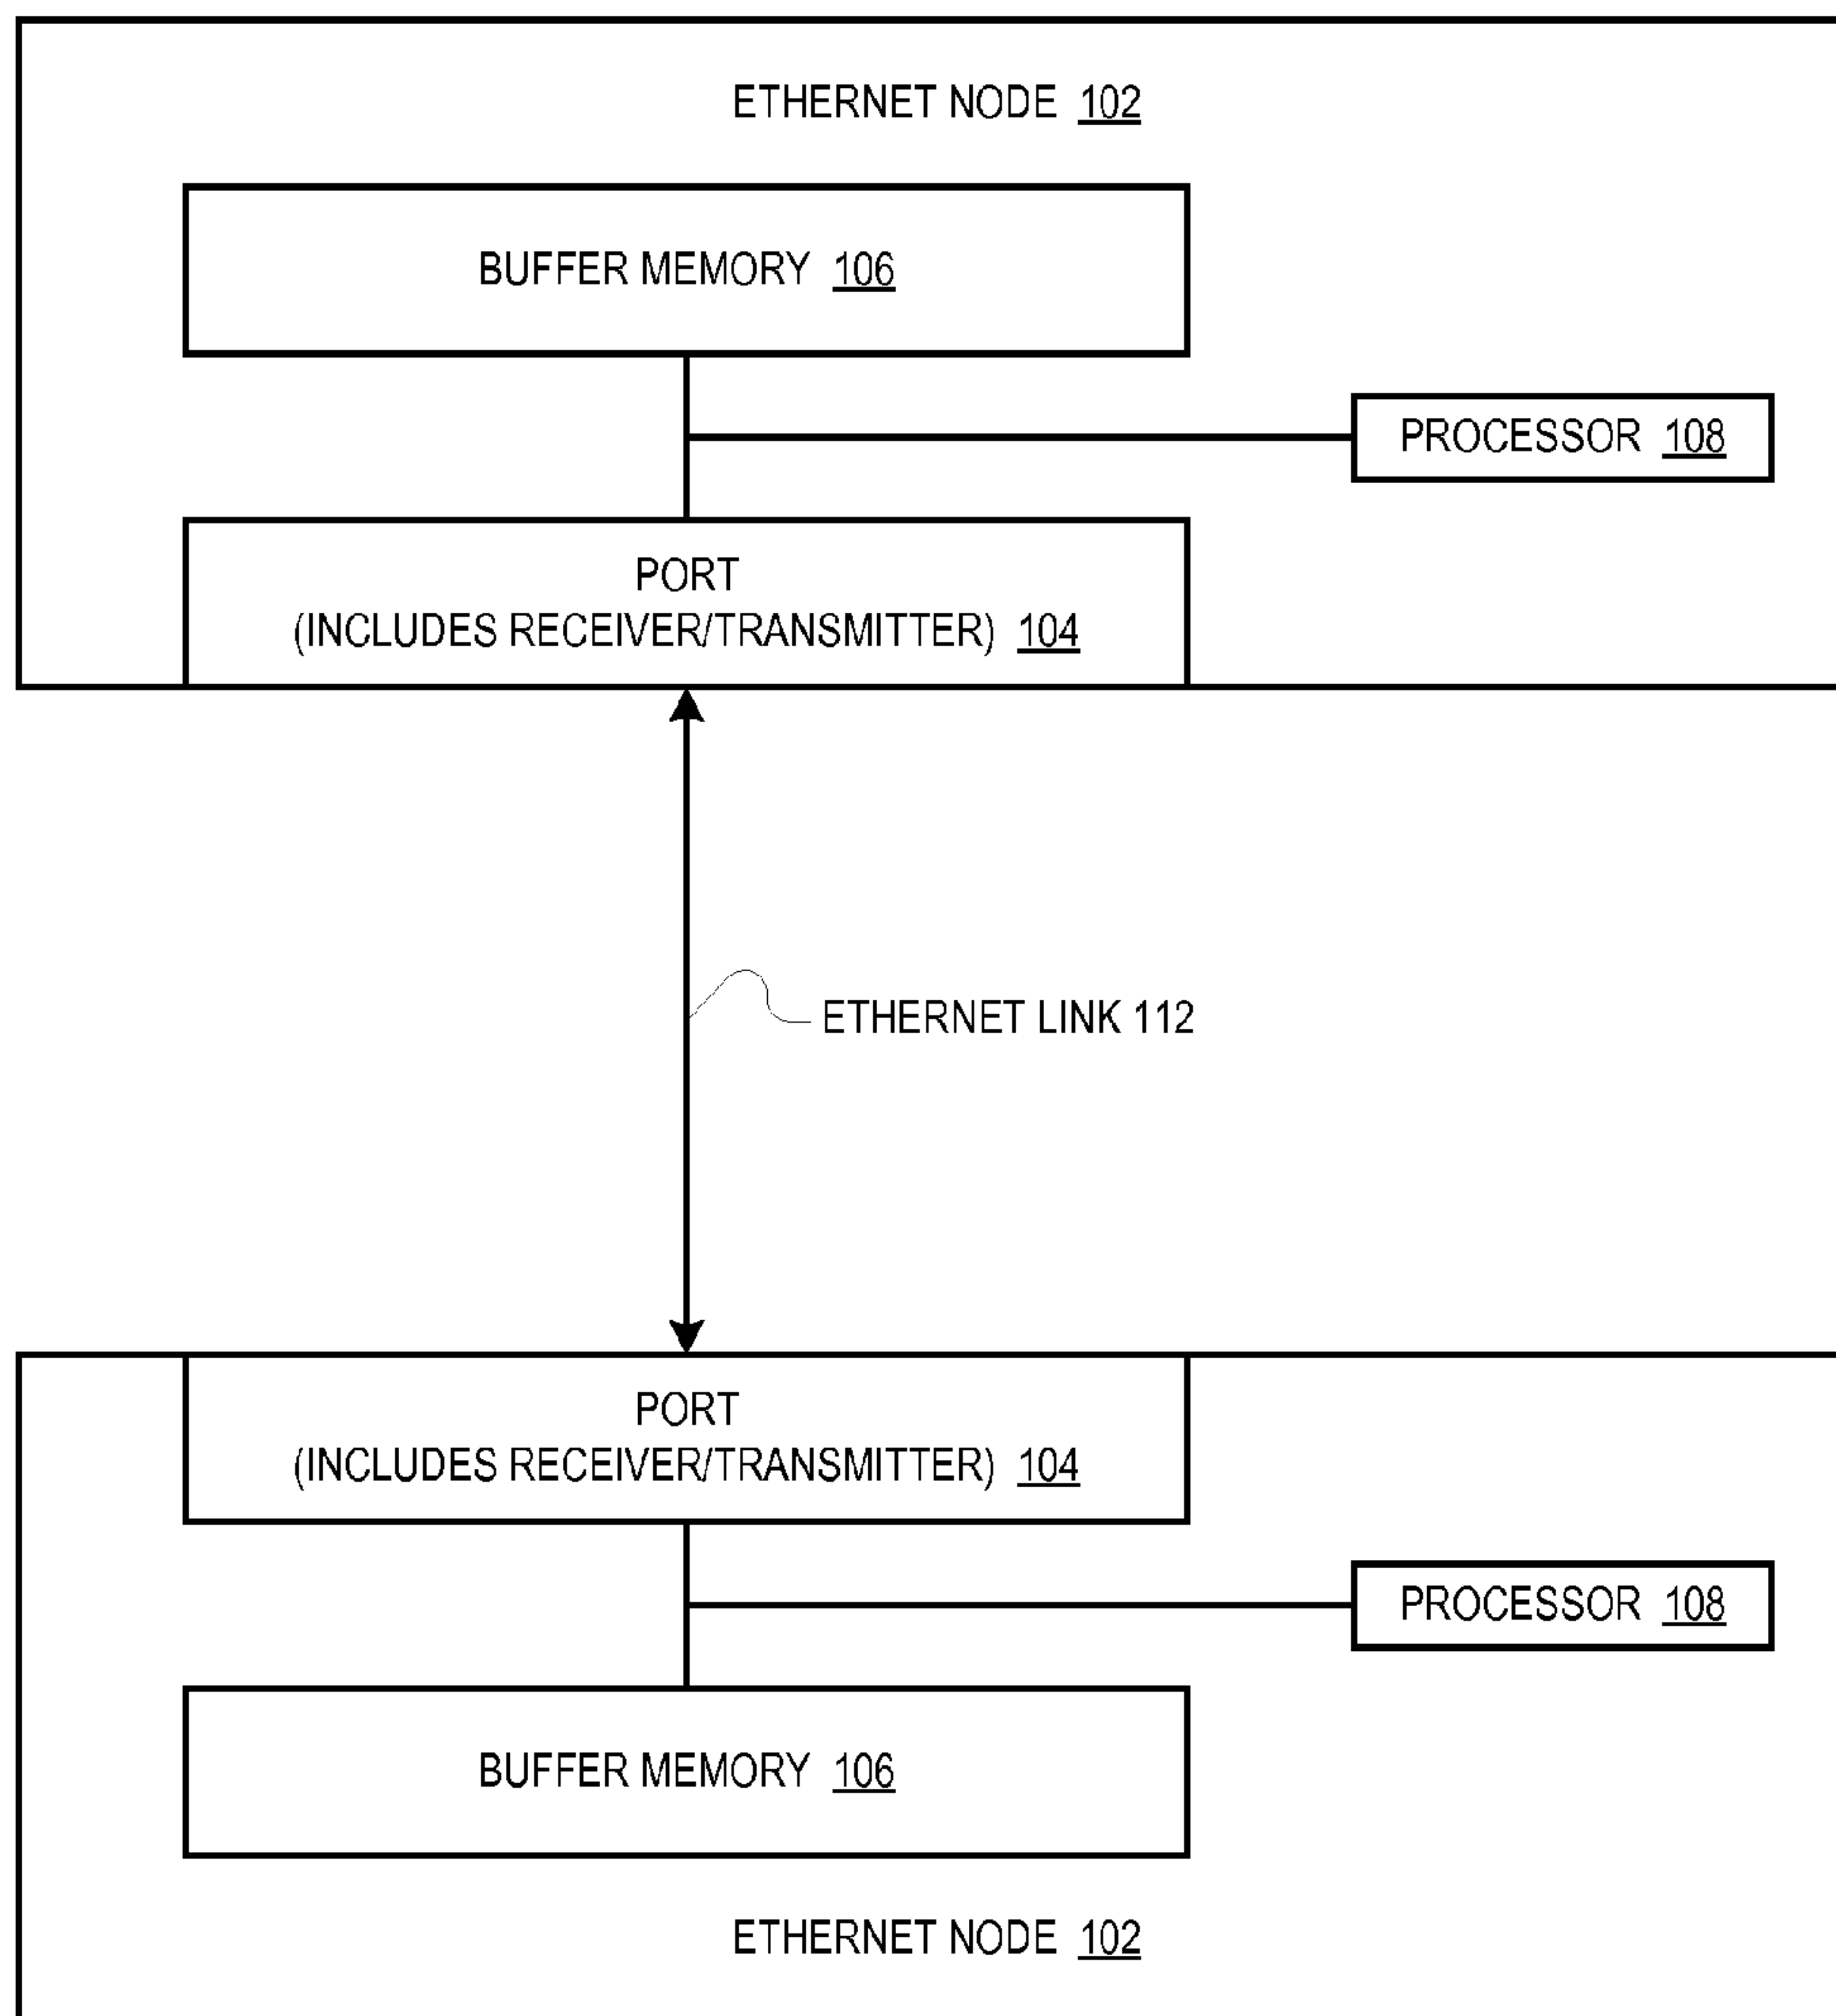 ETHERNET NODE 102
BUFFER MEMORY 106
PROCESSOR 108
PORT
(INCLUDES RECEIVER/TRANSMITTER) 104
ETHERNET LINK 112
PORT
(INCLUDES RECEIVER/TRANSMITTER) 104
PROCESSOR 108
BUFFER MEMORY 106
ETHERNET NODE 102